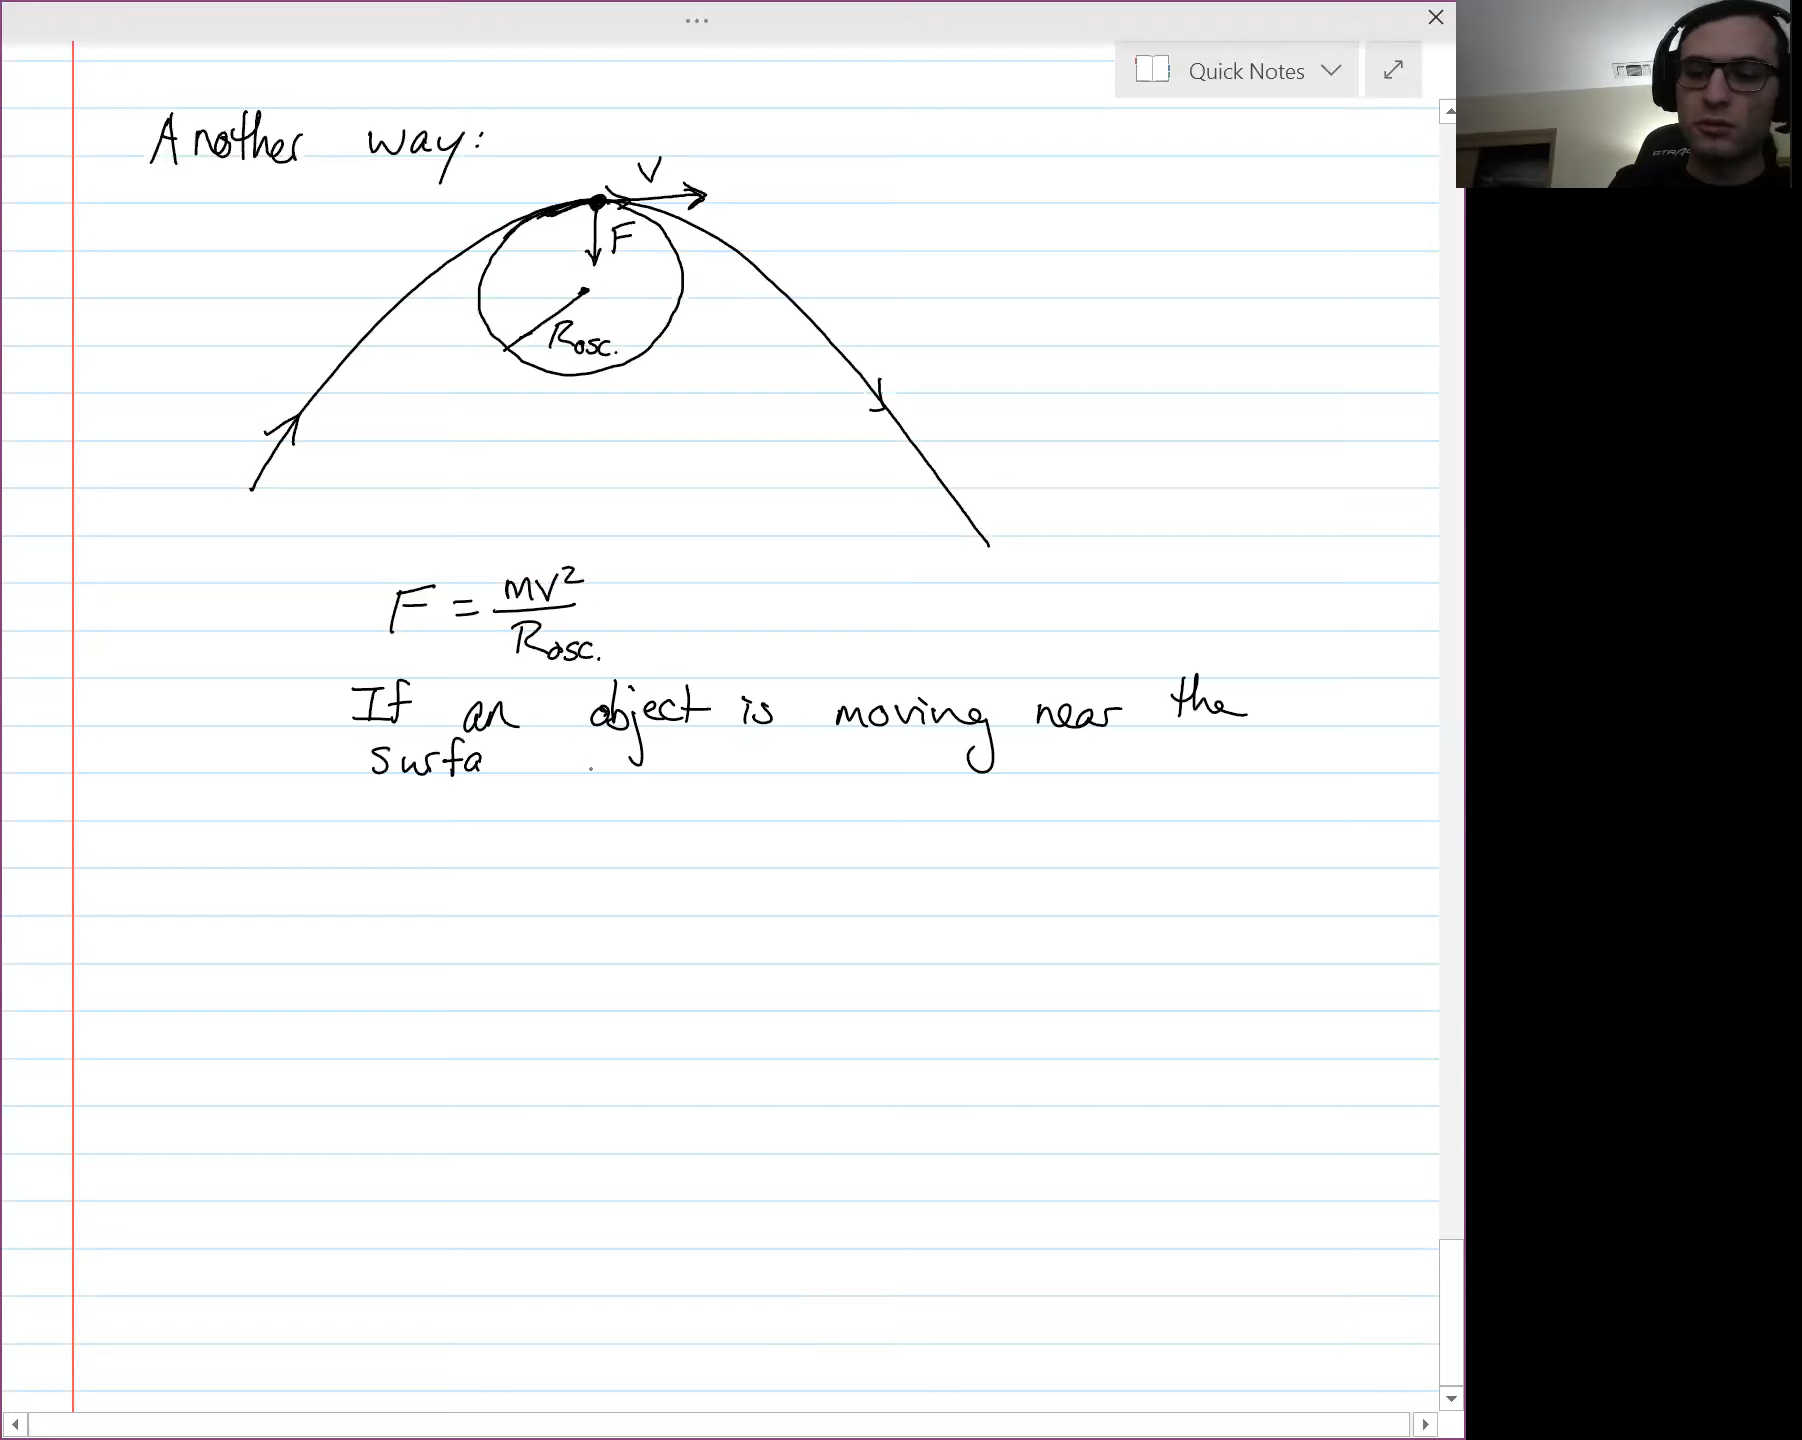 Quick Notes
Another way:
V
F
Rosc.
F = mv²/Rosc.
If an object is moving near the
surfa